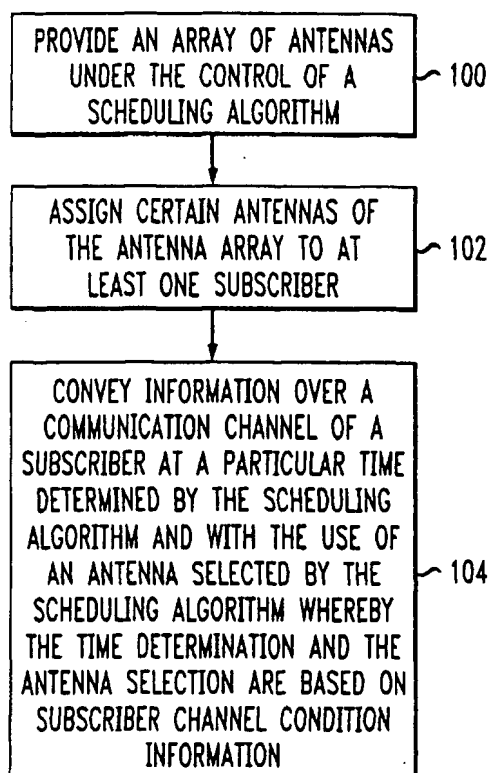 PROVIDE AN ARRAY OF ANTENNAS
UNDER THE CONTROL OF A
SCHEDULING ALGORITHM
100
ASSIGN CERTAIN ANTENNAS OF
THE ANTENNA ARRAY TO AT
LEAST ONE SUBSCRIBER
102
CONVEY INFORMATION OVER A
COMMUNICATION CHANNEL OF A
SUBSCRIBER AT A PARTICULAR TIME
DETERMINED BY THE SCHEDULING
ALGORITHM AND WITH THE USE OF
AN ANTENNA SELECTED BY THE
SCHEDULING ALGORITHM WHEREBY
THE TIME DETERMINATION AND THE
ANTENNA SELECTION ARE BASED ON
SUBSCRIBER CHANNEL CONDITION
INFORMATION
104